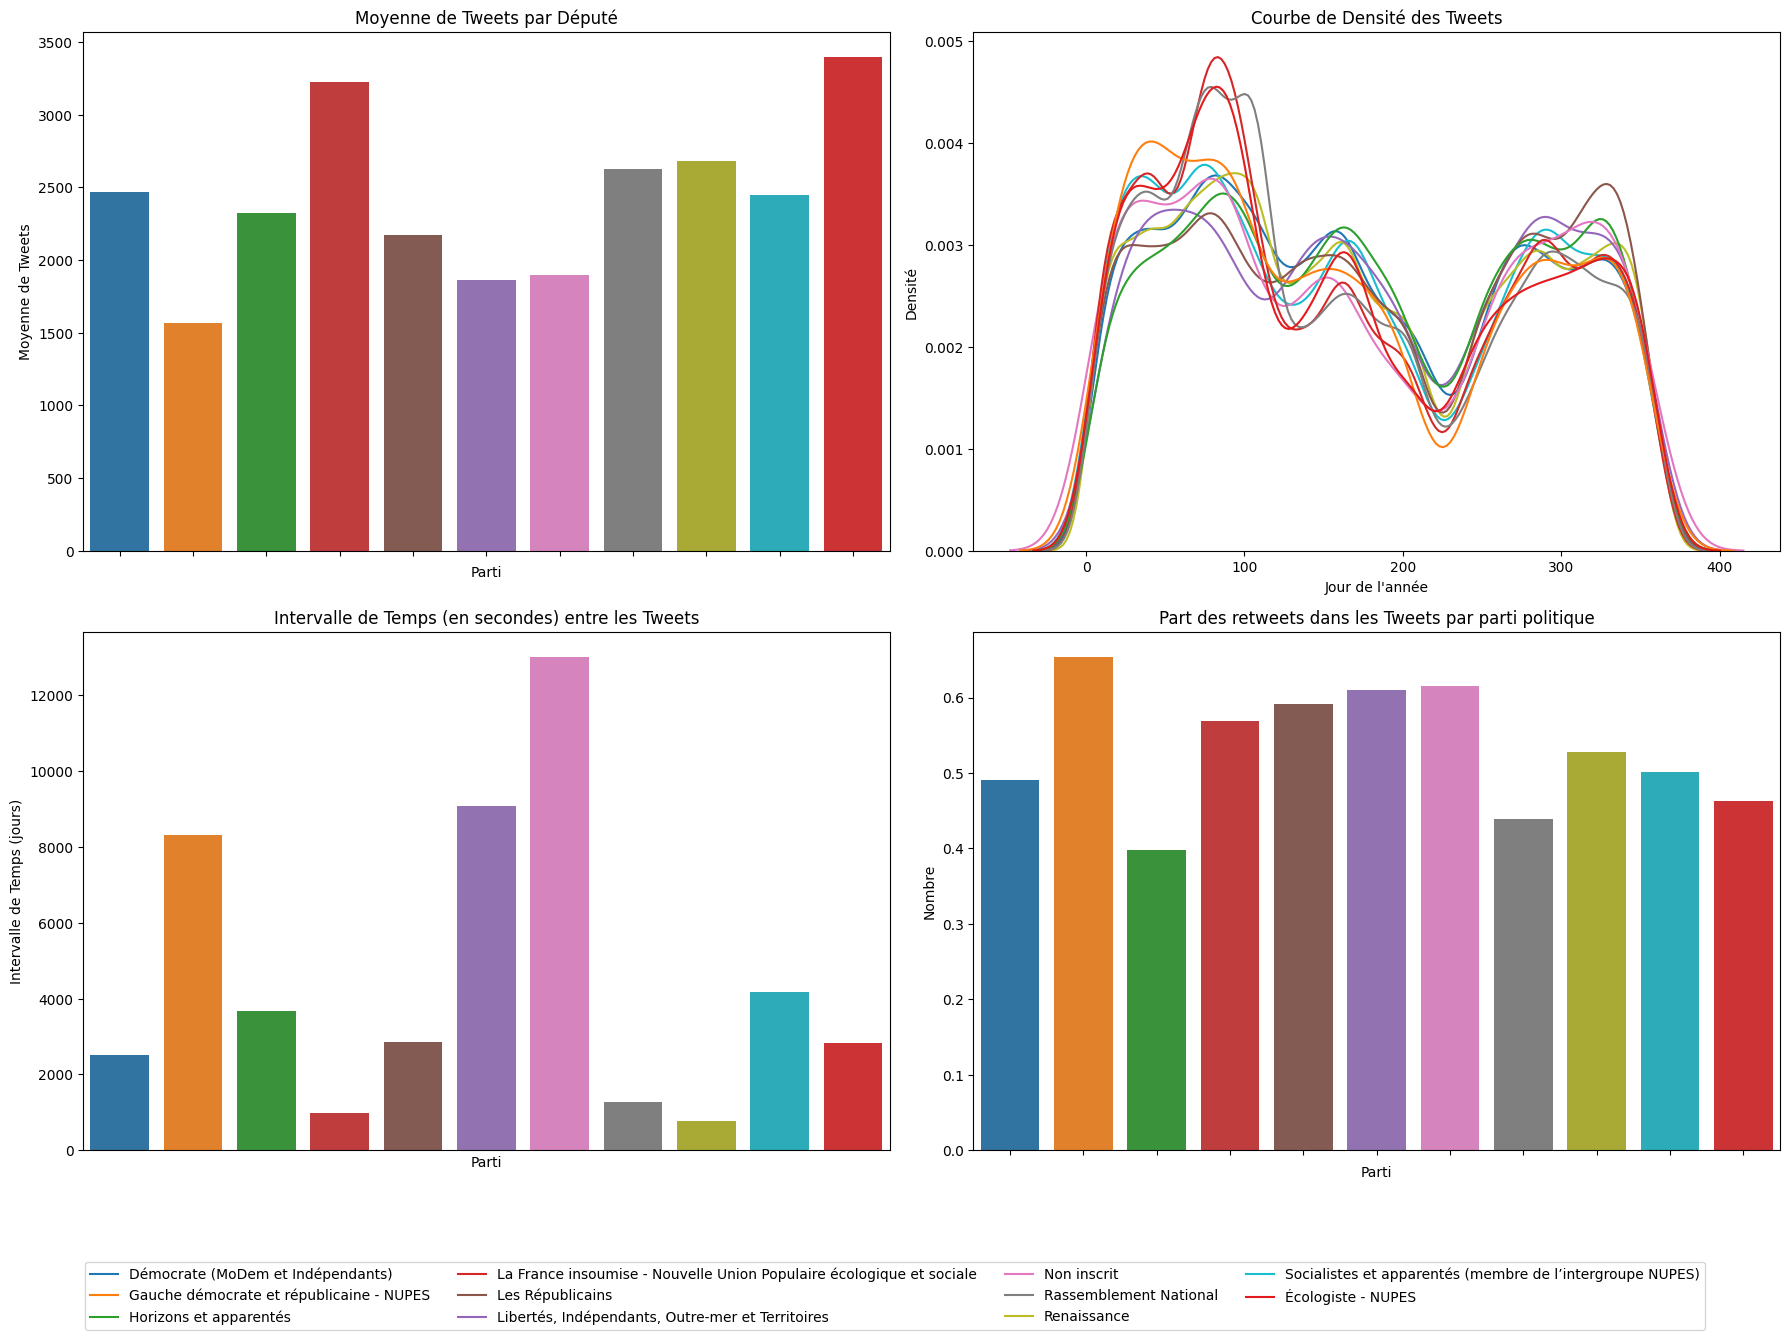 Moyenne de Tweets par Député
3500
3000
2500
2000
1500
1000
500
0
Moyenne de Tweets
Parti
Courbe de Densité des Tweets
0.005
0.004
0.003
0.002
0.001
0.000
Densité
0 100 200 300 400
Jour de l'année
Intervalle de Temps (en secondes) entre les Tweets
12000
10000
8000
6000
4000
2000
0
Intervalle de Temps (jours)
Parti
Part des retweets dans les Tweets par parti politique
0.6
0.5
0.4
0.3
0.2
0.1
0.0
Nombre
Parti
Démocrate (MoDem et Indépendants)
Gauche démocrate et républicaine - NUPES
Horizons et apparentés
La France insoumise - Nouvelle Union Populaire écologique et sociale
Les Républicains
Libertés, Indépendants, Outre-mer et Territoires
Non inscrit
Rassemblement National
Renaissance
Socialistes et apparentés (membre de l’intergroupe NUPES)
Écologiste - NUPES